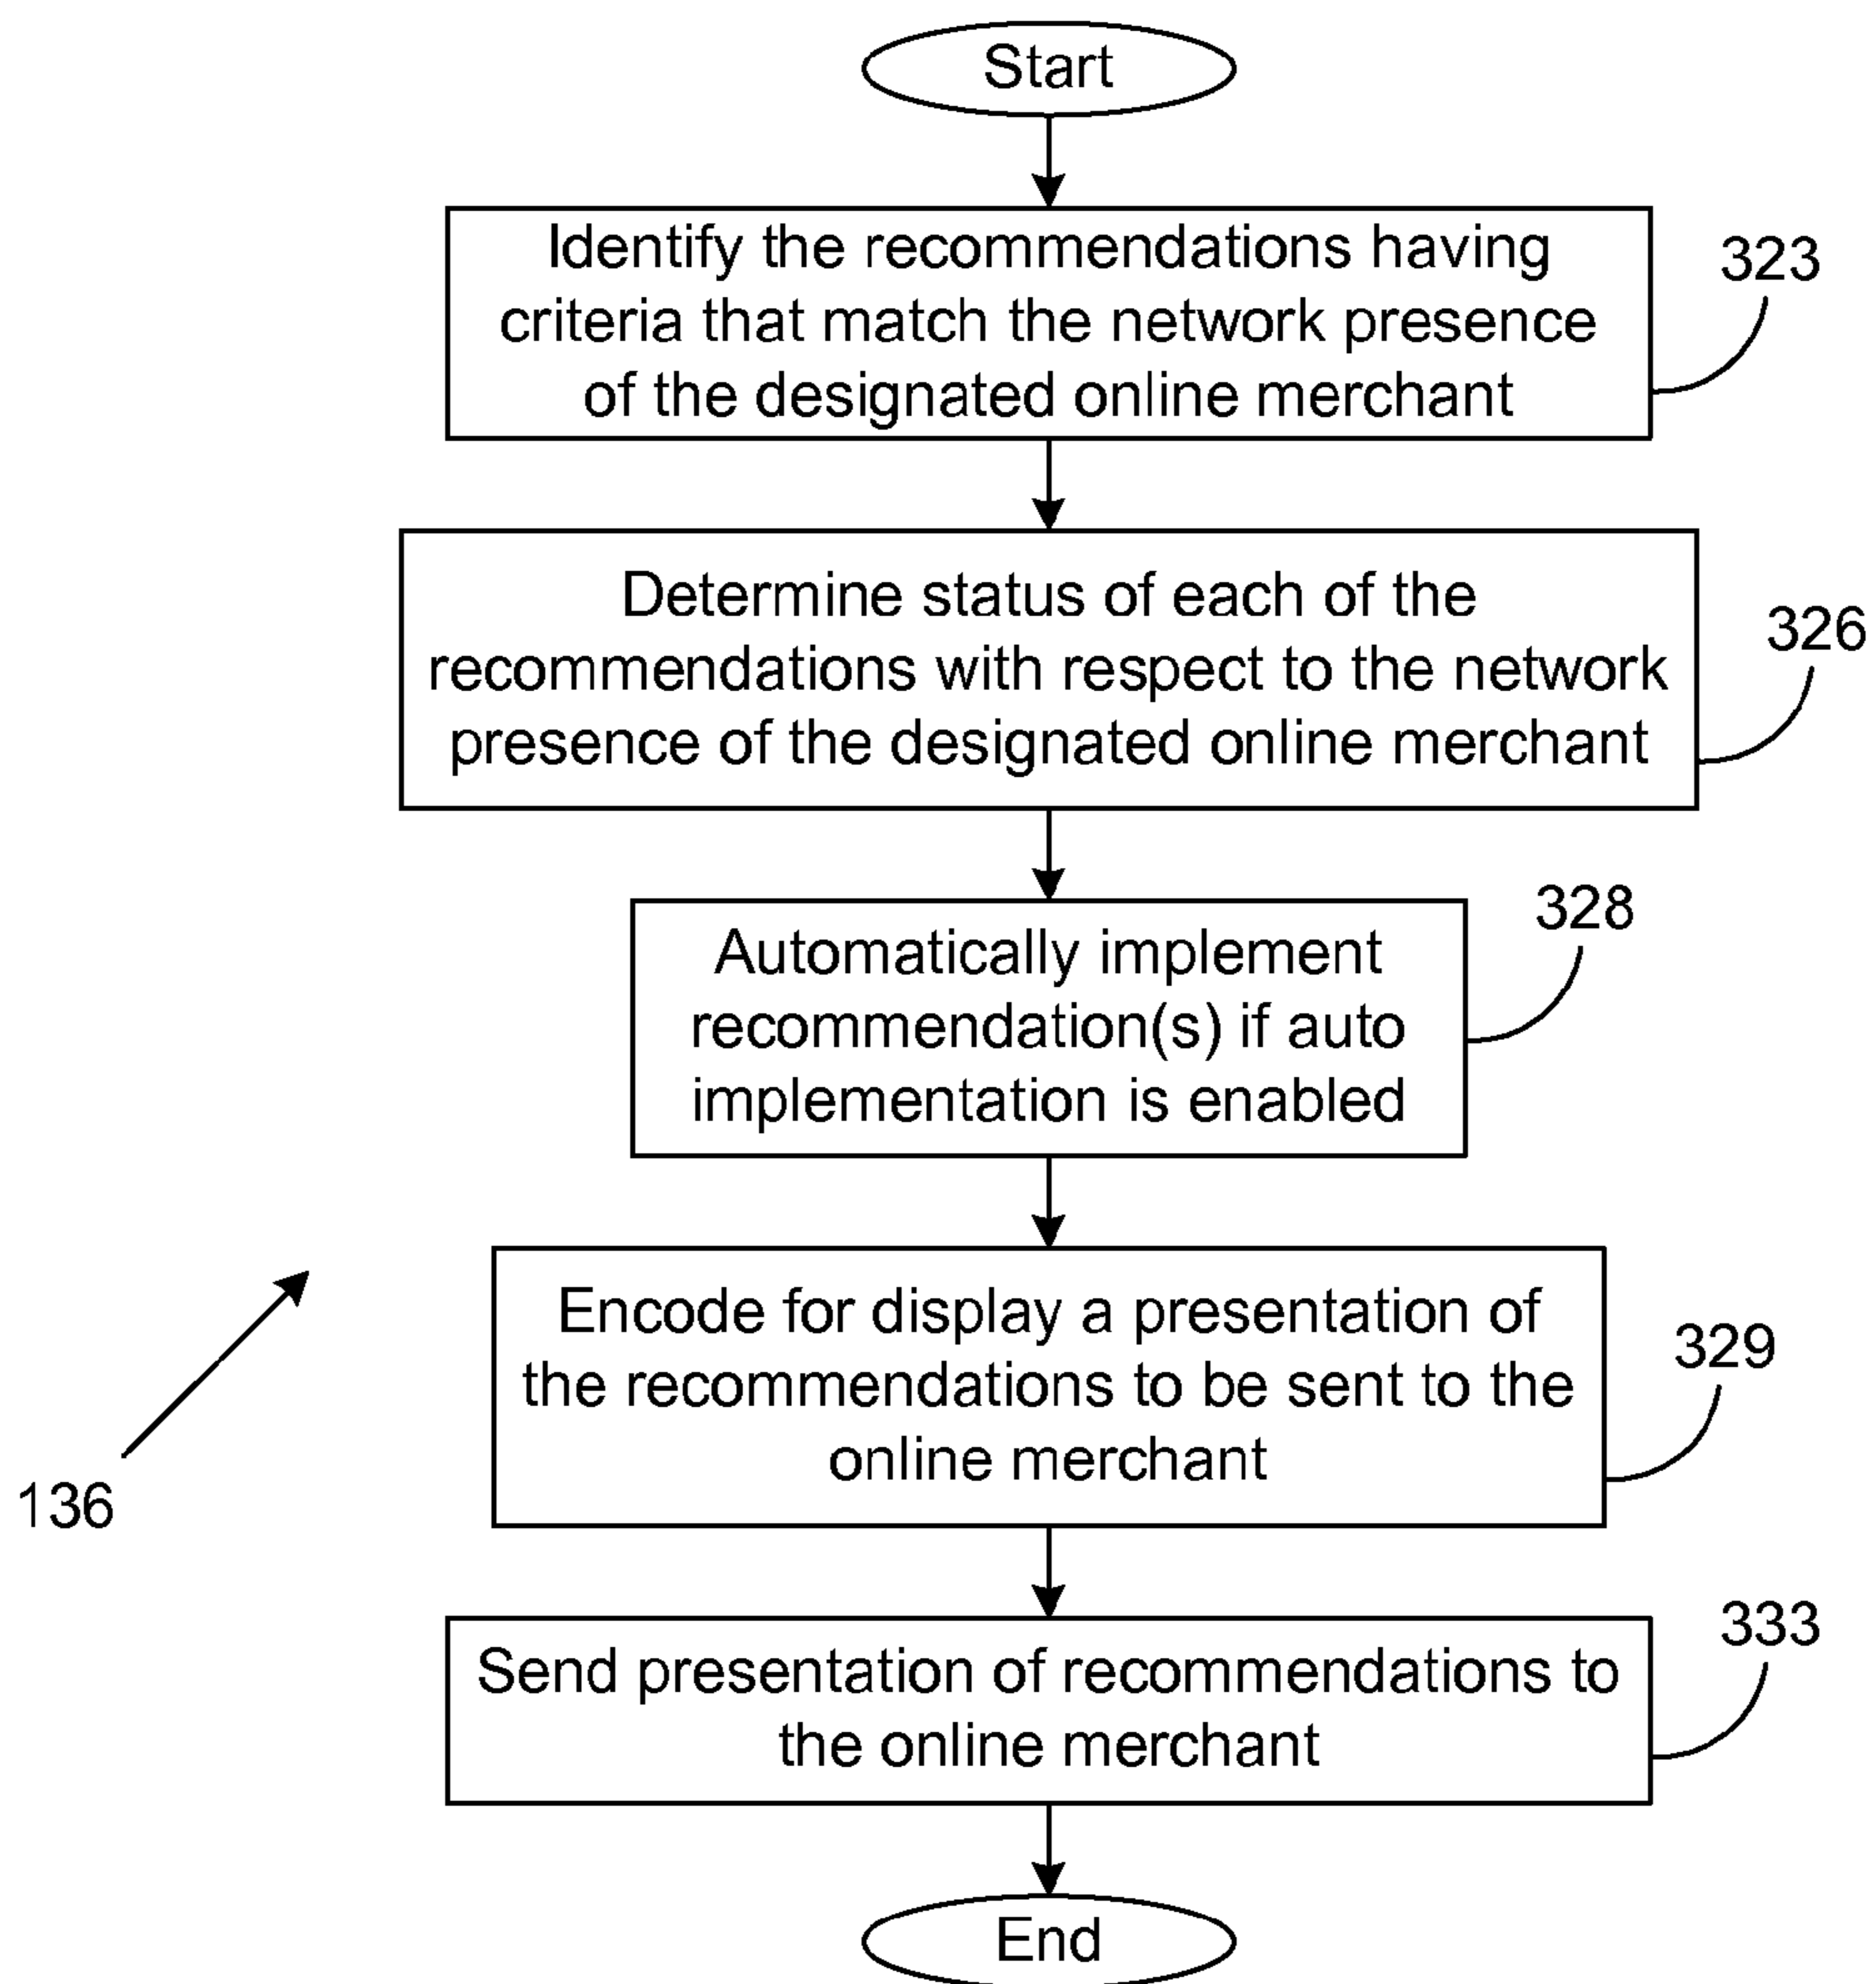 Start
Identify the recommendations having
criteria that match the network presence
of the designated online merchant
323
Determine status of each of the
recommendations with respect to the network
presence of the designated online merchant
326
Automatically implement
recommendation(s) if auto
implementation is enabled
328
Encode for display a presentation of
the recommendations to be sent to the
online merchant
329
136
Send presentation of recommendations to
the online merchant
333
End